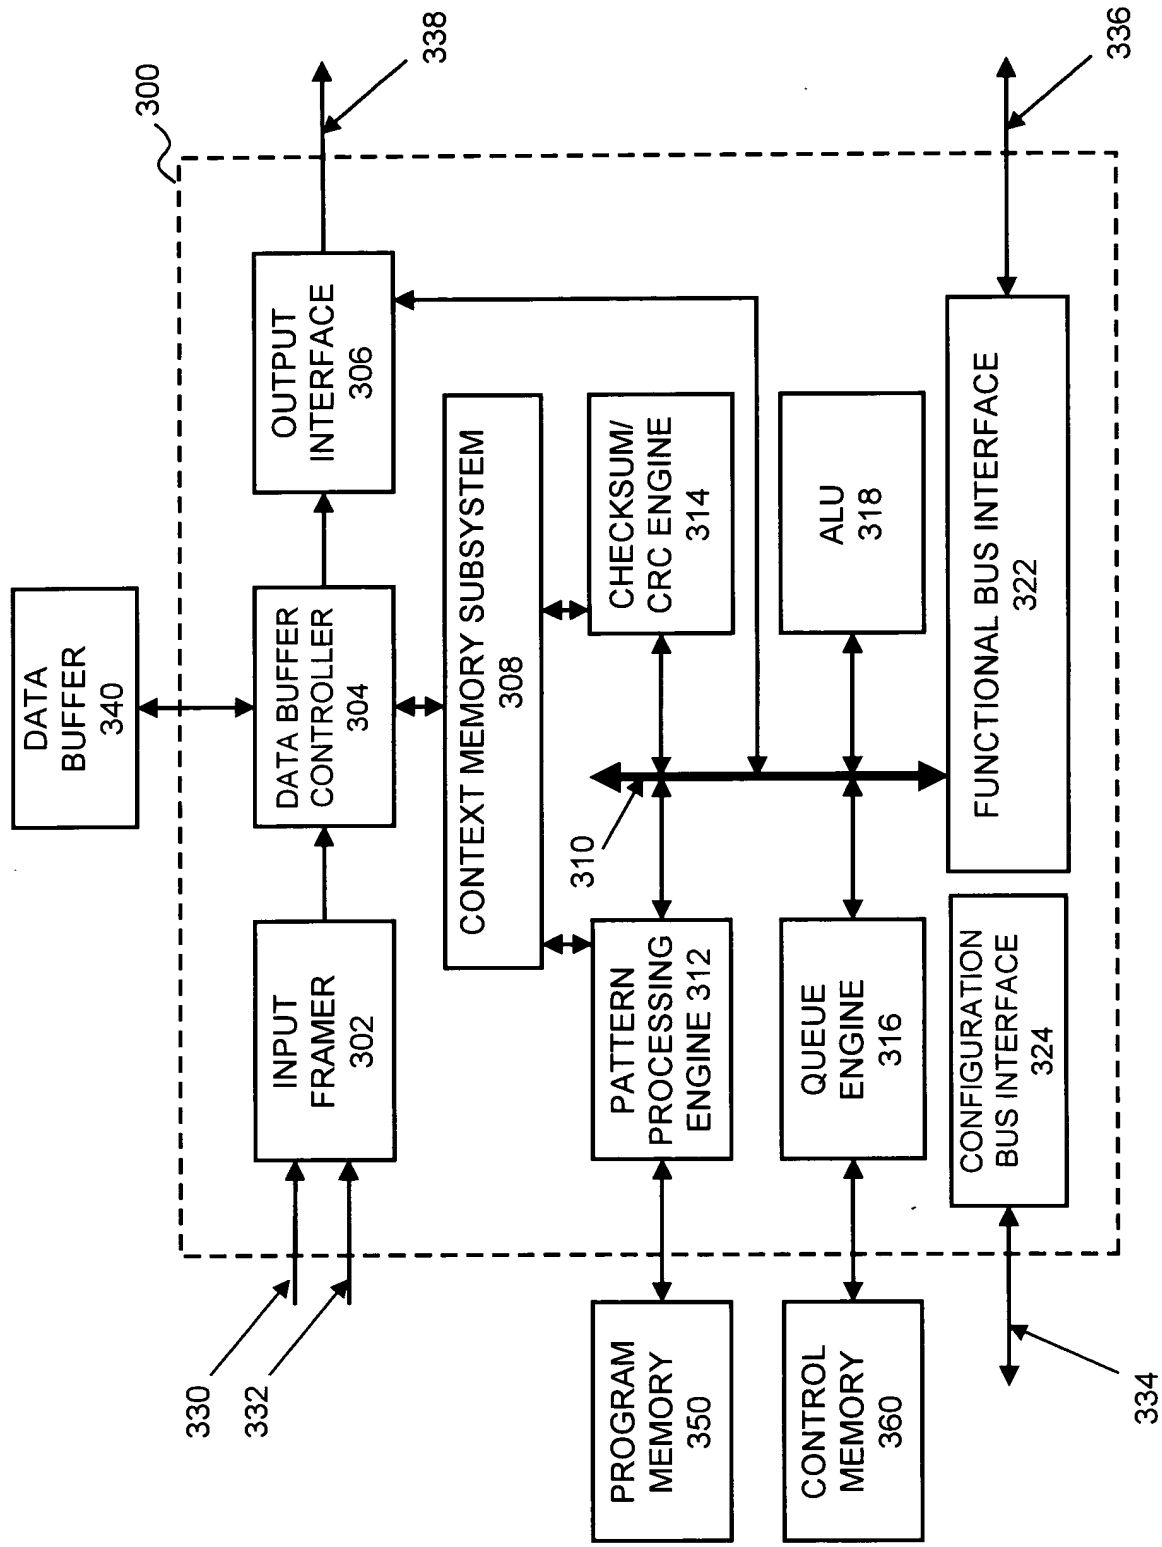 300
338
336
DATA
BUFFER
340
INPUT
FRAMER
302
DATA BUFFER
CONTROLLER
304
OUTPUT
INTERFACE
306
330
332
CONTEXT MEMORY SUBSYSTEM
308
310
PROGRAM
MEMORY
350
PATTERN
PROCESSING
ENGINE 312
CHECKSUM/
CRC ENGINE
314
CONTROL
MEMORY
360
QUEUE
ENGINE
316
ALU
318
334
CONFIGURATION
BUS INTERFACE
324
FUNCTIONAL BUS INTERFACE
322